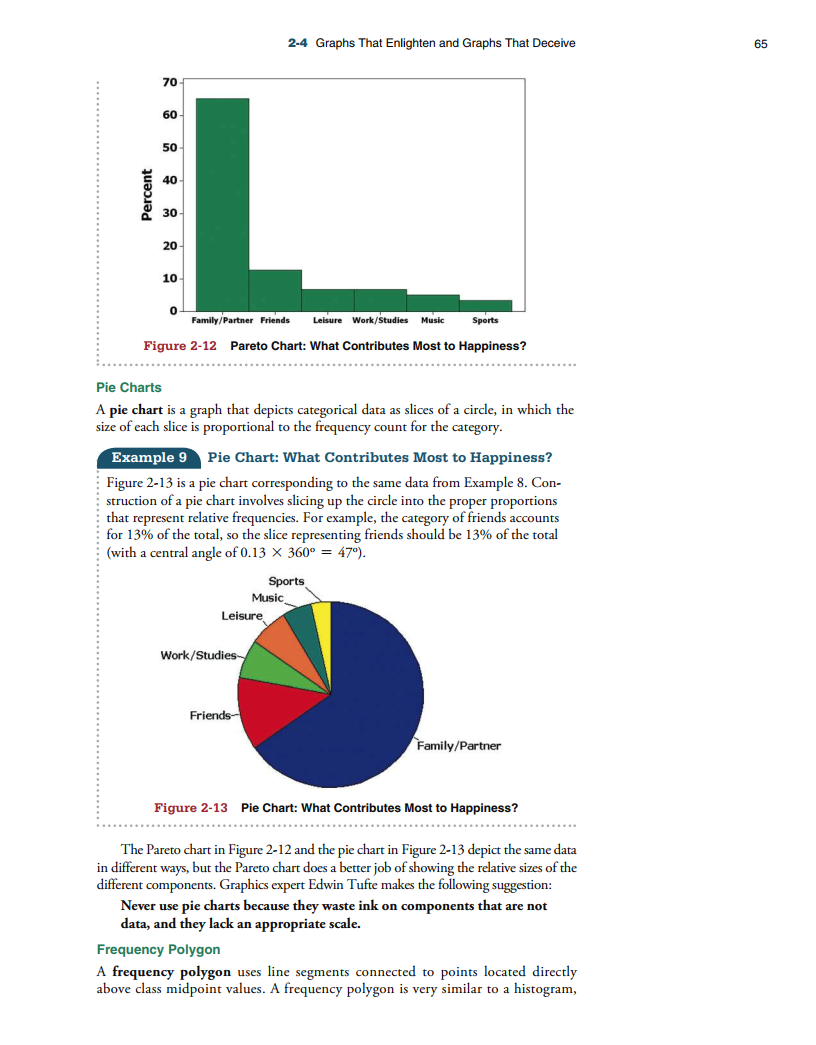 2-4 Graphs That Enlighten and Graphs That Deceive 65
70
60
50
40
30
20
10
0
Percent
Family/Partner Friends Leisure Work/Studies Music Sports
Figure 2-12 Pareto Chart: What Contributes Most to Happiness?
Pie Charts
A pie chart is a graph that depicts categorical data as slices of a circle, in which the
size of each slice is proportional to the frequency count for the category.
Example 9 Pie Chart: What Contributes Most to Happiness?
Figure 2-13 is a pie chart corresponding to the same data from Example 8. Con-
struction of a pie chart involves slicing up the circle into the proper proportions
that represent relative frequencies. For example, the category of friends accounts
for 13% of the total, so the slice representing friends should be 13% of the total
(with a central angle of 0.13 × 360° = 47°).
Sports
Music
Leisure
Work/Studies
Friends
Family/Partner
Figure 2-13 Pie Chart: What Contributes Most to Happiness?
The Pareto chart in Figure 2-12 and the pie chart in Figure 2-13 depict the same data
in different ways, but the Pareto chart does a better job of showing the relative sizes of the
different components. Graphics expert Edwin Tufte makes the following suggestion:
Never use pie charts because they waste ink on components that are not
data, and they lack an appropriate scale.
Frequency Polygon
A frequency polygon uses line segments connected to points located directly
above class midpoint values. A frequency polygon is very similar to a histogram,